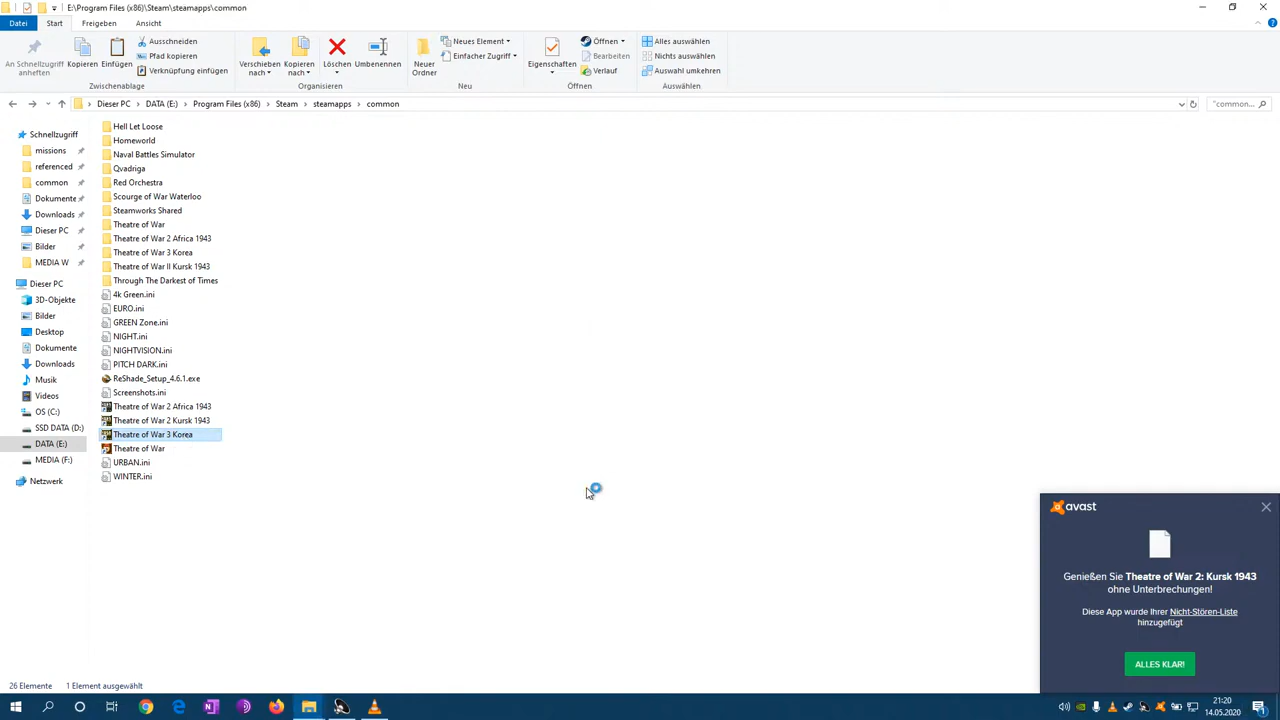 E:\Program Files (x86)\Steam\steamapps\common
Datei Start Freigeben Ansicht
An Schnellzugriff anheften
Kopieren
Einfügen
Ausschneiden
Pfad kopieren
Verknüpfung einfügen
Verschieben nach
Kopieren nach
Löschen
Umbenennen
Neuer Ordner
Neues Element
Einfacher Zugriff
Eigenschaften
Öffnen
Bearbeiten
Verlauf
Alles auswählen
Nichts auswählen
Auswahl umkehren
Zwischenablage Organisieren Neu Öffnen Auswählen
Dieser PC > DATA (E:) > Program Files (x86) > Steam > steamapps > common
"common...
Schnellzugriff
missions
referenced
common
Dokumente
Downloads
Dieser PC
Bilder
MEDIA W
Dieser PC
3D-Objekte
Bilder
Desktop
Dokumente
Downloads
Musik
Videos
OS (C:)
SSD DATA (D:)
DATA (E:)
MEDIA (F:)
Netzwerk
Hell Let Loose
Homeworld
Naval Battles Simulator
Qvadriga
Red Orchestra
Scourge of War Waterloo
Steamworks Shared
Theatre of War
Theatre of War 2 Africa 1943
Theatre of War 3 Korea
Theatre of War II Kursk 1943
Through The Darkest of Times
4k Green.ini
EURO.ini
GREEN Zone.ini
NIGHT.ini
NIGHTVISION.ini
PITCH DARK.ini
ReShade_Setup_4.6.1.exe
Screenshots.ini
Theatre of War 2 Africa 1943
Theatre of War 2 Kursk 1943
Theatre of War 3 Korea
Theatre of War
URBAN.ini
WINTER.ini
avast
Genießen Sie Theatre of War 2: Kursk 1943
ohne Unterbrechungen!
Diese App wurde Ihrer Nicht-Stören-Liste
hinzugefügt
ALLES KLAR!
26 Elemente 1 Element ausgewählt
21:20
14.05.2020